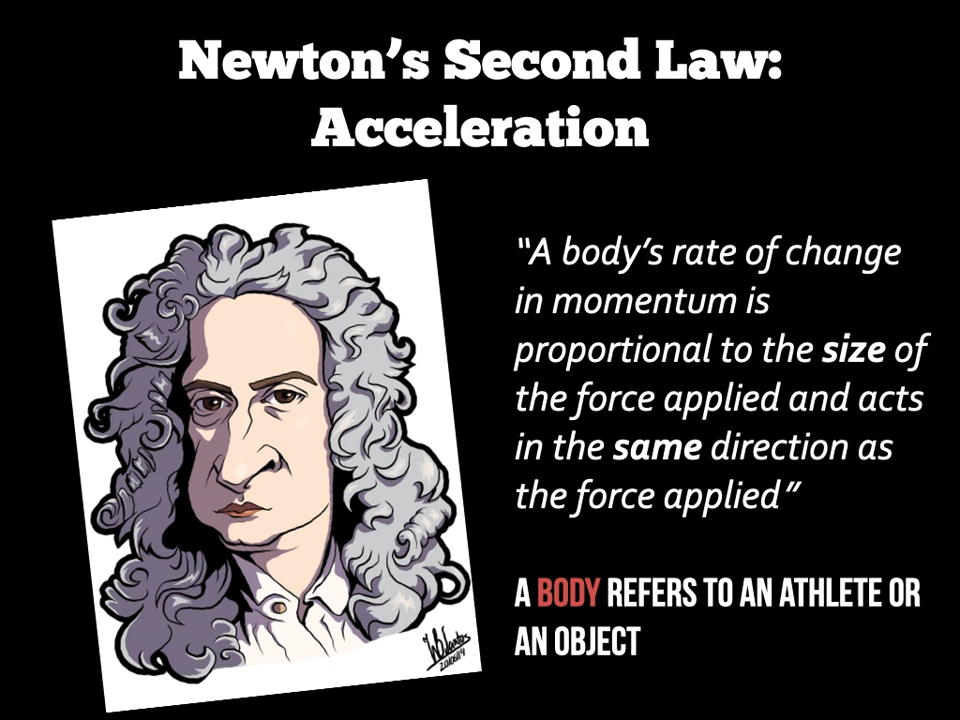 Newton’s Second Law:
Acceleration
“A body’s rate of change
in momentum is
proportional to the size of
the force applied and acts
in the same direction as
the force applied”
A BODY REFERS TO AN ATHLETE OR
AN OBJECT